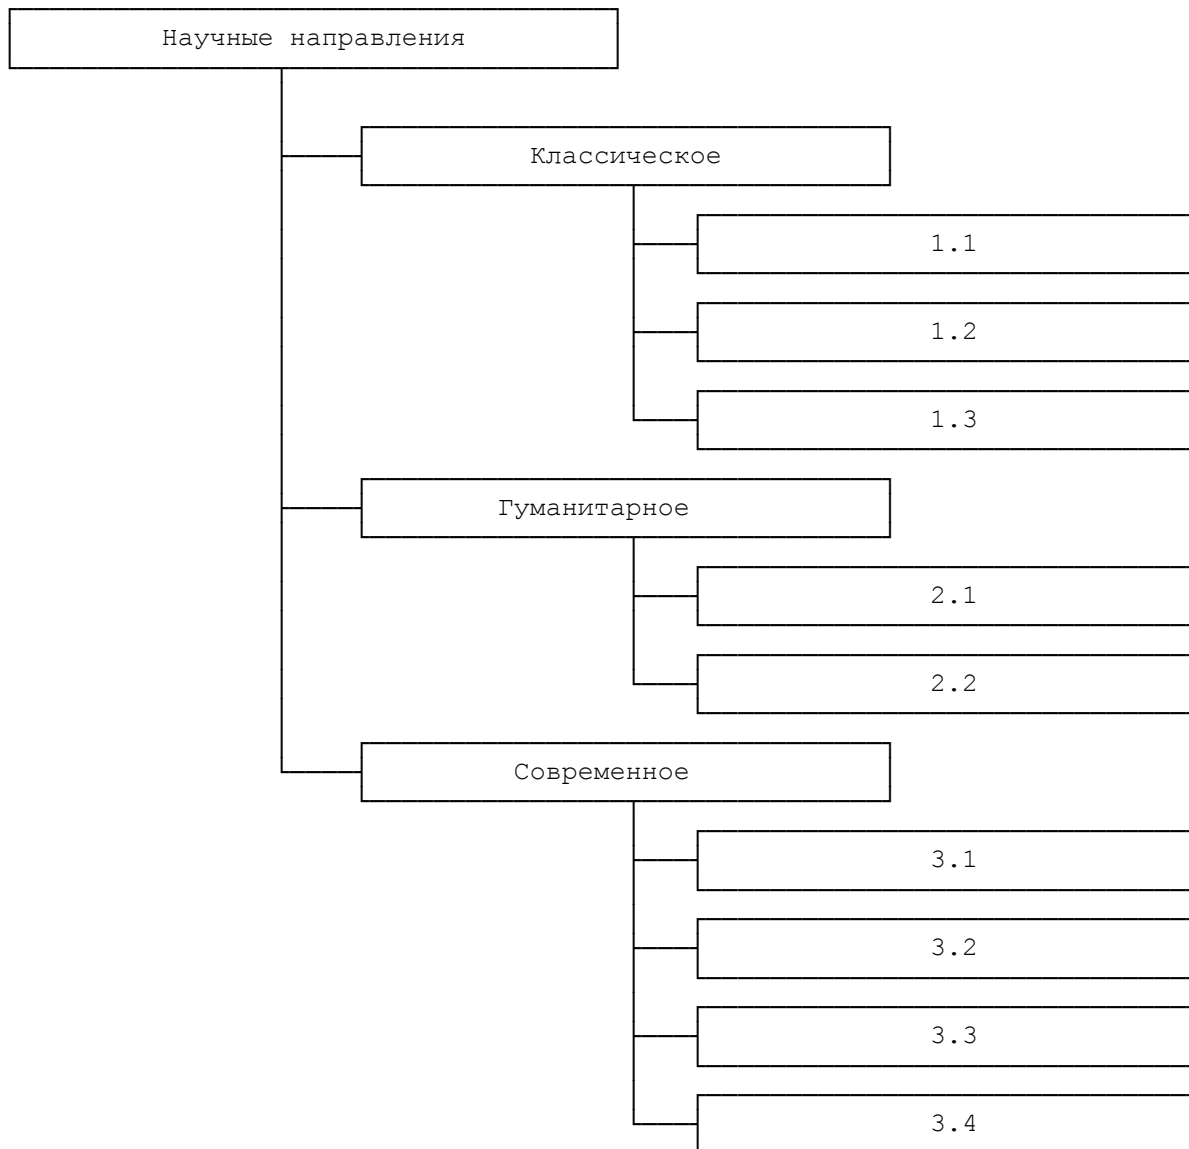 Научные направления
Классическое
1.1
1.2
1.3
Гуманитарное
2.1
2.2
Современное
3.1
3.2
3.3
3.4